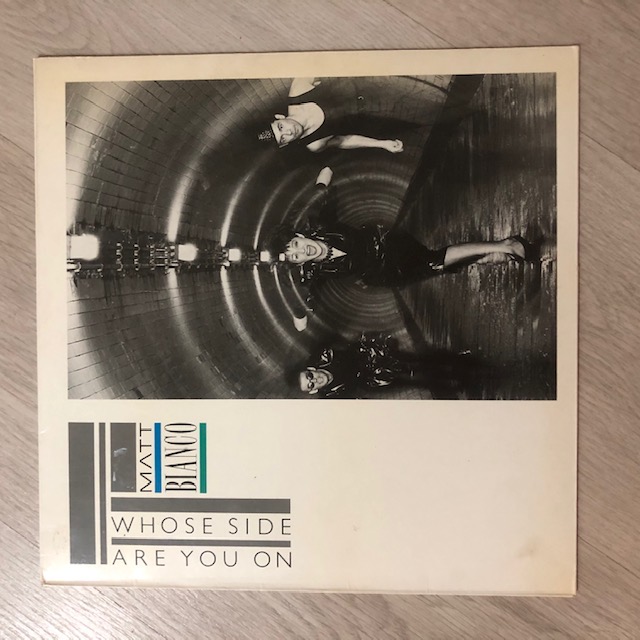 MATT
BIANCO
WHOSE SIDE
ARE YOU ON